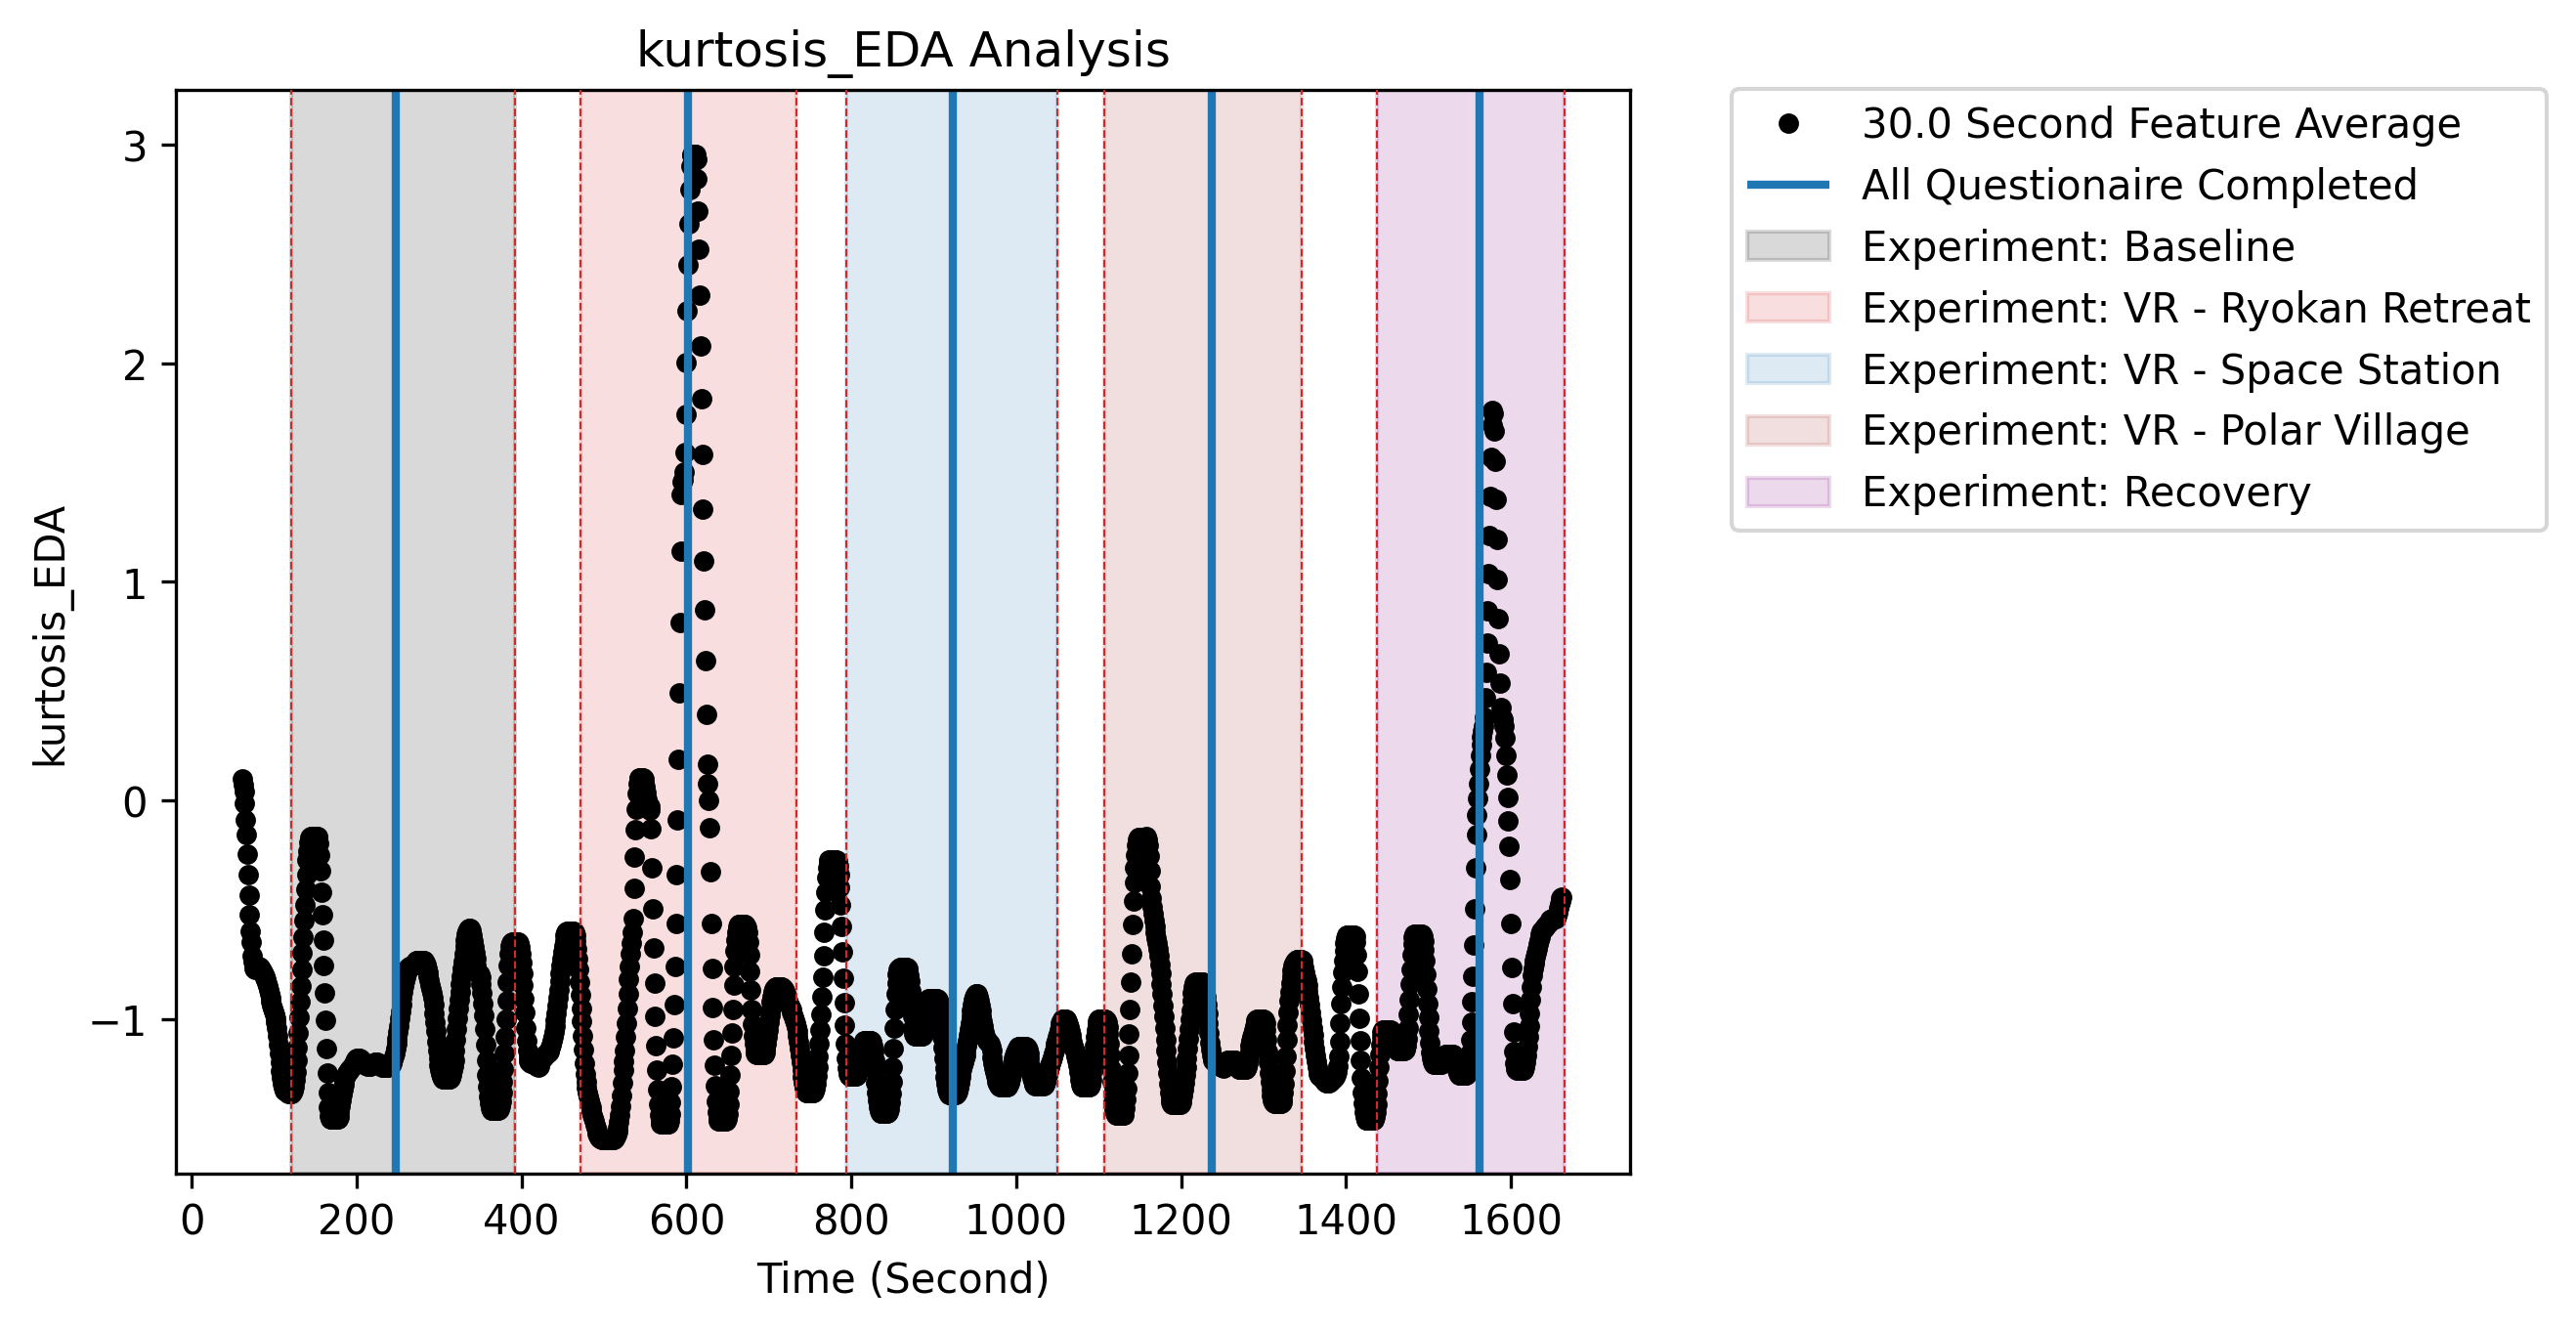 kurtosis_EDA Analysis
kurtosis_EDA
3
2
1
0
−1
0 200 400 600 800 1000 1200 1400 1600
Time (Second)
30.0 Second Feature Average
All Questionaire Completed
Experiment: Baseline
Experiment: VR - Ryokan Retreat
Experiment: VR - Space Station
Experiment: VR - Polar Village
Experiment: Recovery